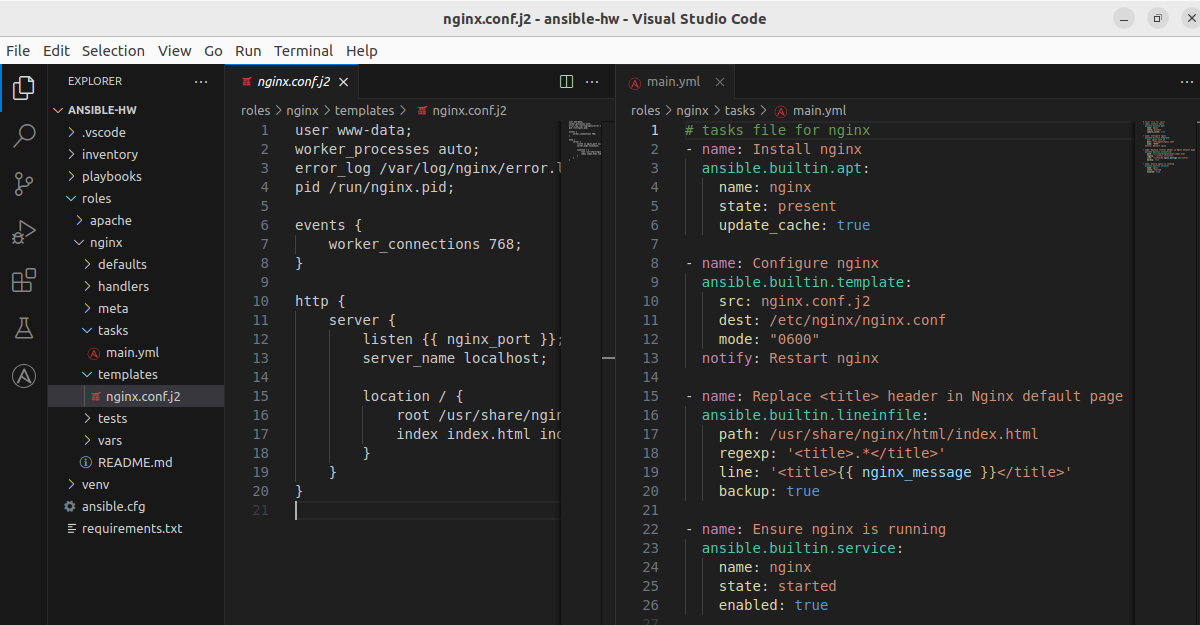 nginx.conf.j2 - ansible-hw - Visual Studio Code
File Edit Selection View Go Run Terminal Help
EXPLORER
ANSIBLE-HW
.vscode
inventory
playbooks
roles
apache
nginx
defaults
handlers
meta
tasks
main.yml
templates
nginx.conf.j2
tests
vars
README.md
venv
ansible.cfg
requirements.txt
nginx.conf.j2
roles > nginx > templates > nginx.conf.j2
1 user www-data;
2 worker_processes auto;
3 error_log /var/log/nginx/error.l
4 pid /run/nginx.pid;
5
6 events {
7     worker_connections 768;
8 }
9
10 http {
11     server {
12         listen {{ nginx_port }};
13         server_name localhost;
14
15         location / {
16             root /usr/share/ngin
17             index index.html inc
18         }
19     }
20 }
21
main.yml
roles > nginx > tasks > main.yml
1 # tasks file for nginx
2 - name: Install nginx
3   ansible.builtin.apt:
4     name: nginx
5     state: present
6     update_cache: true
7
8 - name: Configure nginx
9   ansible.builtin.template:
10     src: nginx.conf.j2
11     dest: /etc/nginx/nginx.conf
12     mode: "0600"
13   notify: Restart nginx
14
15 - name: Replace <title> header in Nginx default page
16   ansible.builtin.lineinfile:
17     path: /usr/share/nginx/html/index.html
18     regexp: '<title>.*</title>'
19     line: '<title>{{ nginx_message }}</title>'
20     backup: true
21
22 - name: Ensure nginx is running
23   ansible.builtin.service:
24     name: nginx
25     state: started
26     enabled: true
27